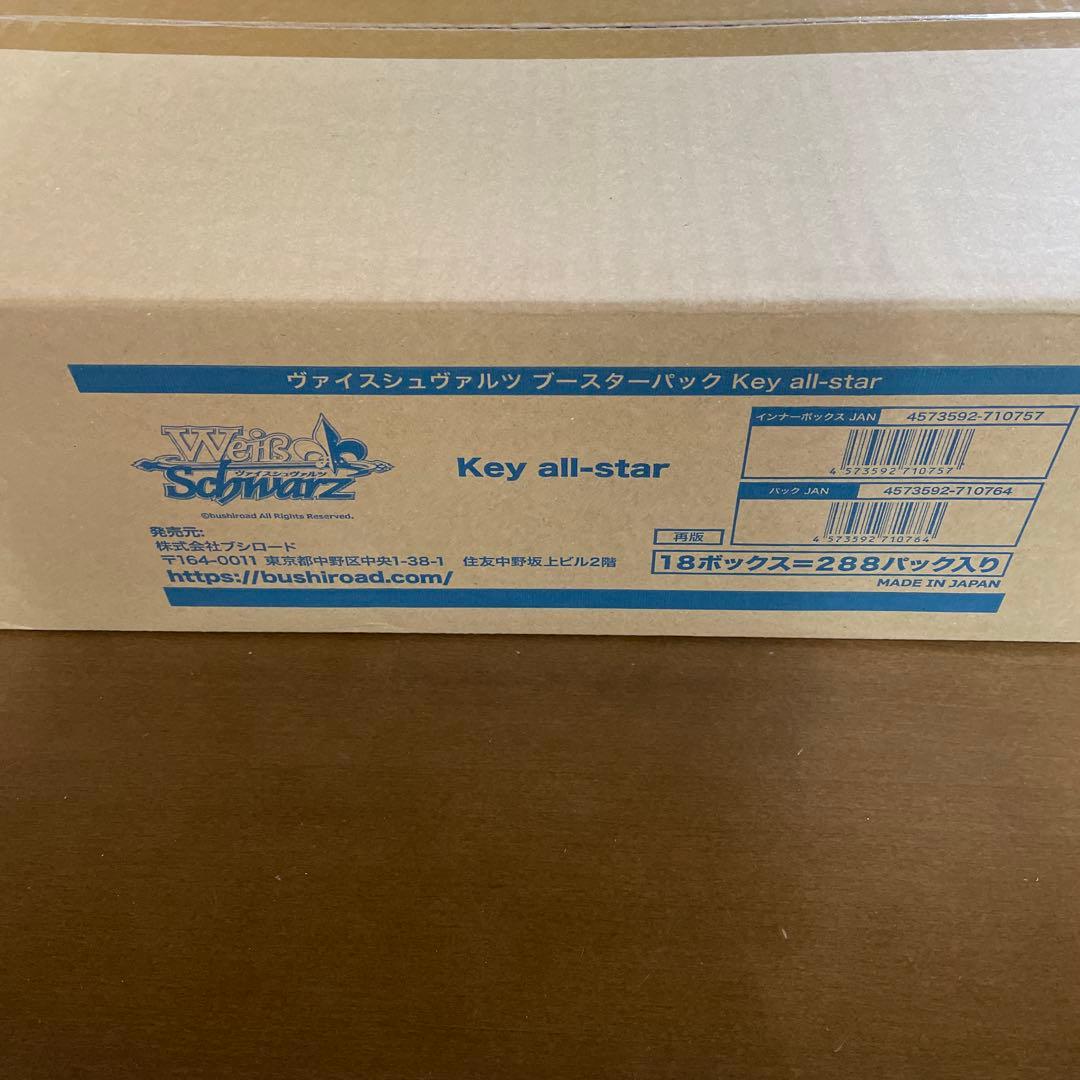 ヴァイスシュヴァルツ ブースターパック Key all-star
Weiß
Schwarz
ヴァイスシュヴァルツ
©bushiroad All Rights Reserved.
Key all-star
インナーボックス JAN 4573592-710757
4 573592 710757
パック JAN 4573592-710764
4 573592 710764
発売元:
株式会社ブシロード
〒164-0011 東京都中野区中央1-38-1 住友中野坂上ビル2階
https://bushiroad.com/
再版
18ボックス=288パック入り
MADE IN JAPAN